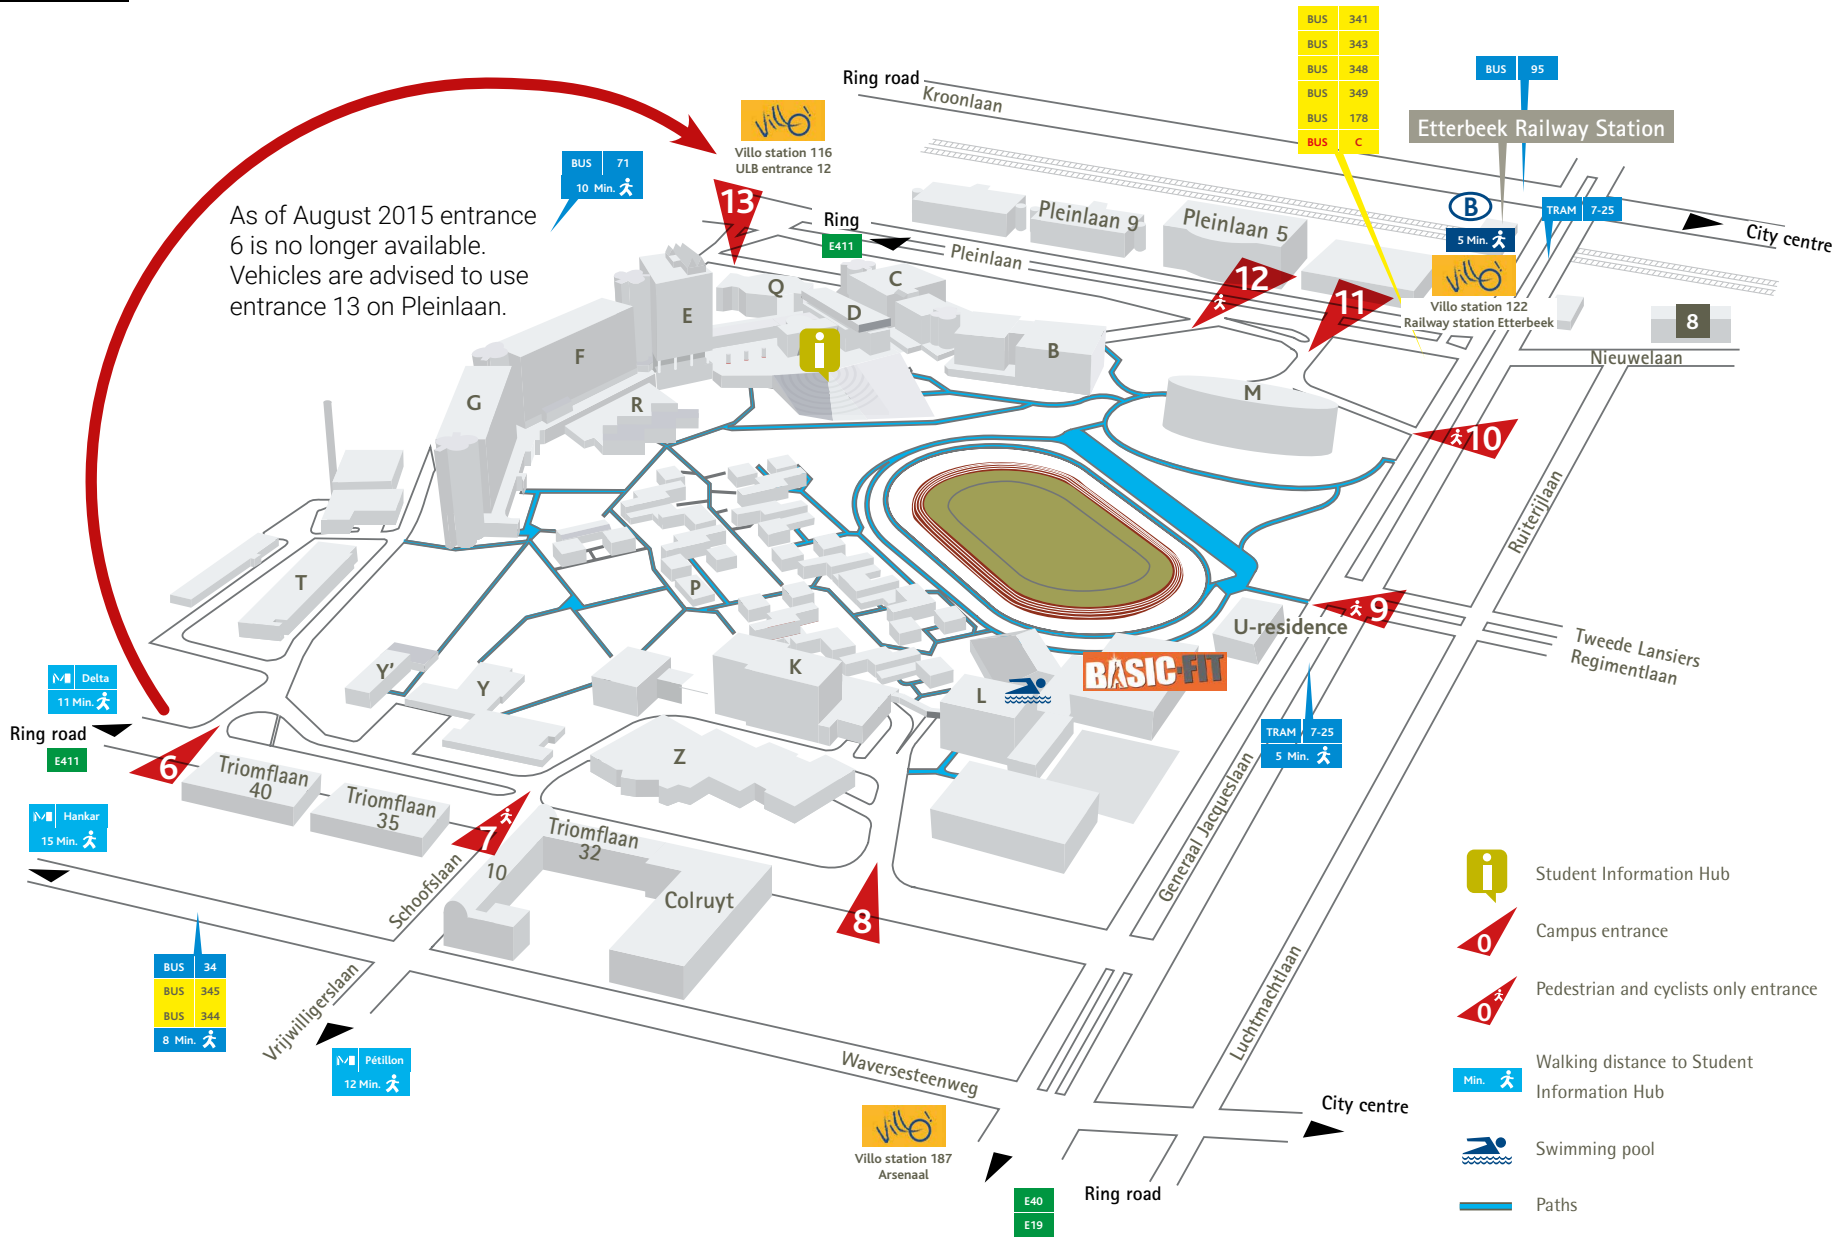 BUS 341
BUS 343
BUS 348
BUS 349
BUS 178
BUS C
BUS 95
Ring road
Kroonlaan
Etterbeek Railway Station
Villo!
Villo station 116
ULB entrance 12
BUS 71
10 Min.
As of August 2015 entrance
6 is no longer available.
Vehicles are advised to use
entrance 13 on Pleinlaan.
13
Ring
E411
Pleinlaan
Pleinlaan 9
Pleinlaan 5
B
5 Min.
TRAM 7-25
City centre
Villo!
Villo station 122
Railway station Etterbeek
12
11
8
Nieuwelaan
C
Q
D
E
F
B
M
G
R
10
Ruiterijlaan
T
P
9
U-residence
Tweede Lansiers
Regimentlaan
Y'
Y
K
L
BASIC-FIT
Delta
11 Min.
Ring road
E411
6
Triomflaan
40
Triomflaan
35
Z
TRAM 7-25
5 Min.
Hankar
15 Min.
7
10
Triomflaan
32
Schoofslaan
Colruyt
8
Generaal Jacqueslaan
Luchtmachtlaan
BUS 34
BUS 345
BUS 344
8 Min.
Vrijwilligerslaan
Pétillon
12 Min.
Waversesteenweg
Villo!
Villo station 187
Arsenaal
City centre
Ring road
E40
E19
i
Student Information Hub
0
Campus entrance
0
Pedestrian and cyclists only entrance
Min.
Walking distance to Student
Information Hub
Swimming pool
Paths